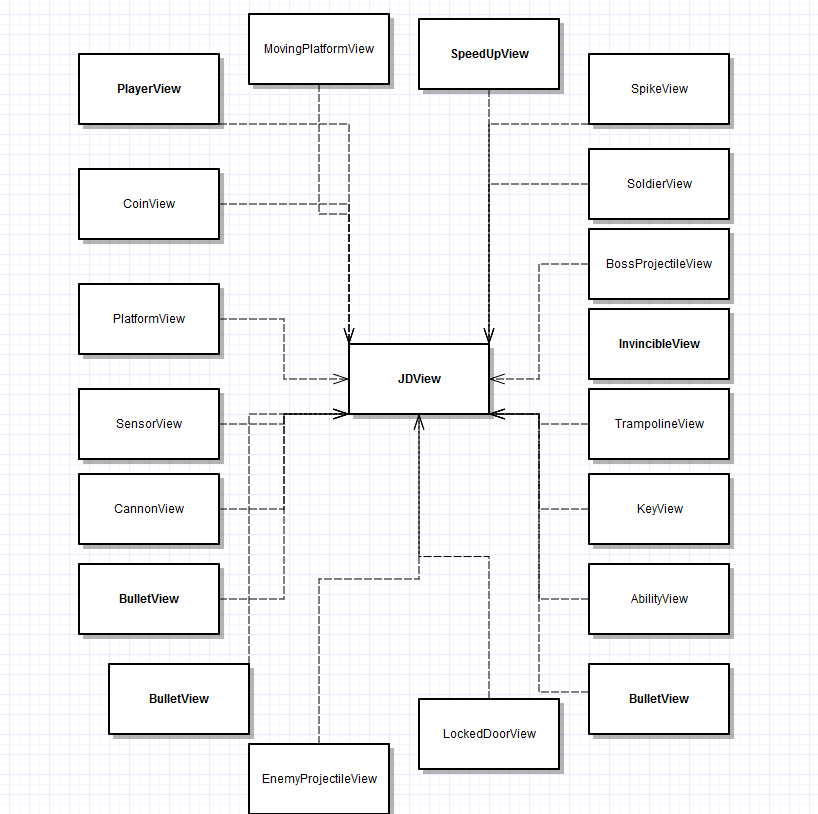 MovingPlatformView
SpeedUpView
PlayerView
SpikeView
SoldierView
CoinView
BossProjectileView
PlatformView
InvincibleView
JDView
SensorView
TrampolineView
CannonView
KeyView
BulletView
AbilityView
BulletView
BulletView
LockedDoorView
EnemyProjectileView